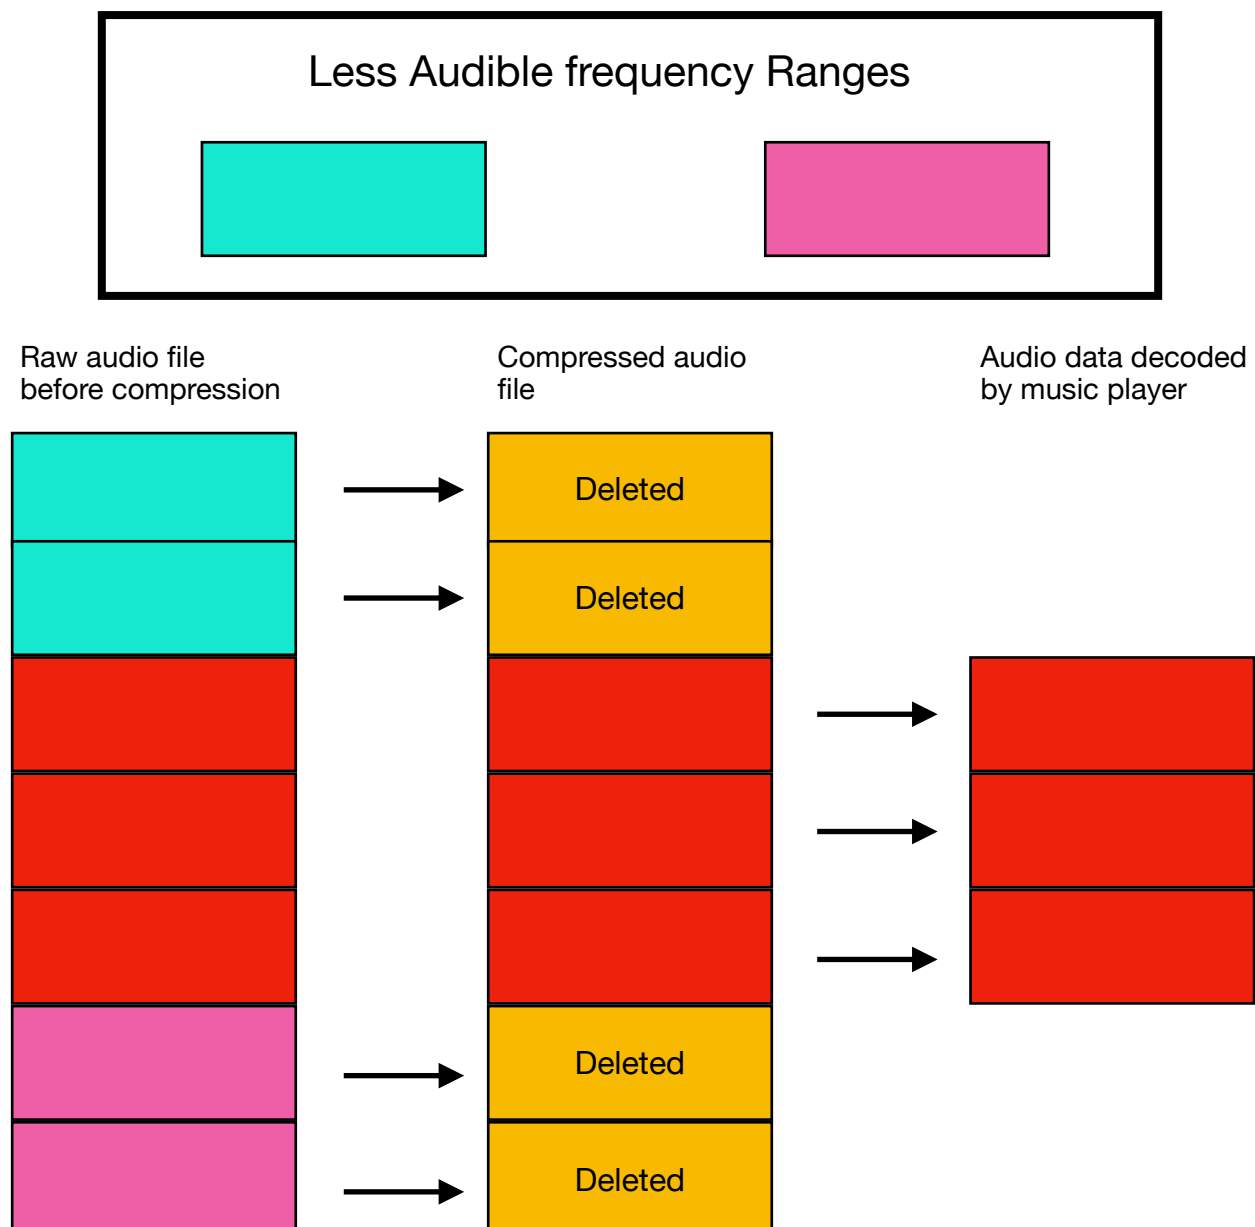 Less Audible frequency Ranges
Raw audio file
before compression
Compressed audio
file
Audio data decoded
by music player
Deleted
Deleted
Deleted
Deleted